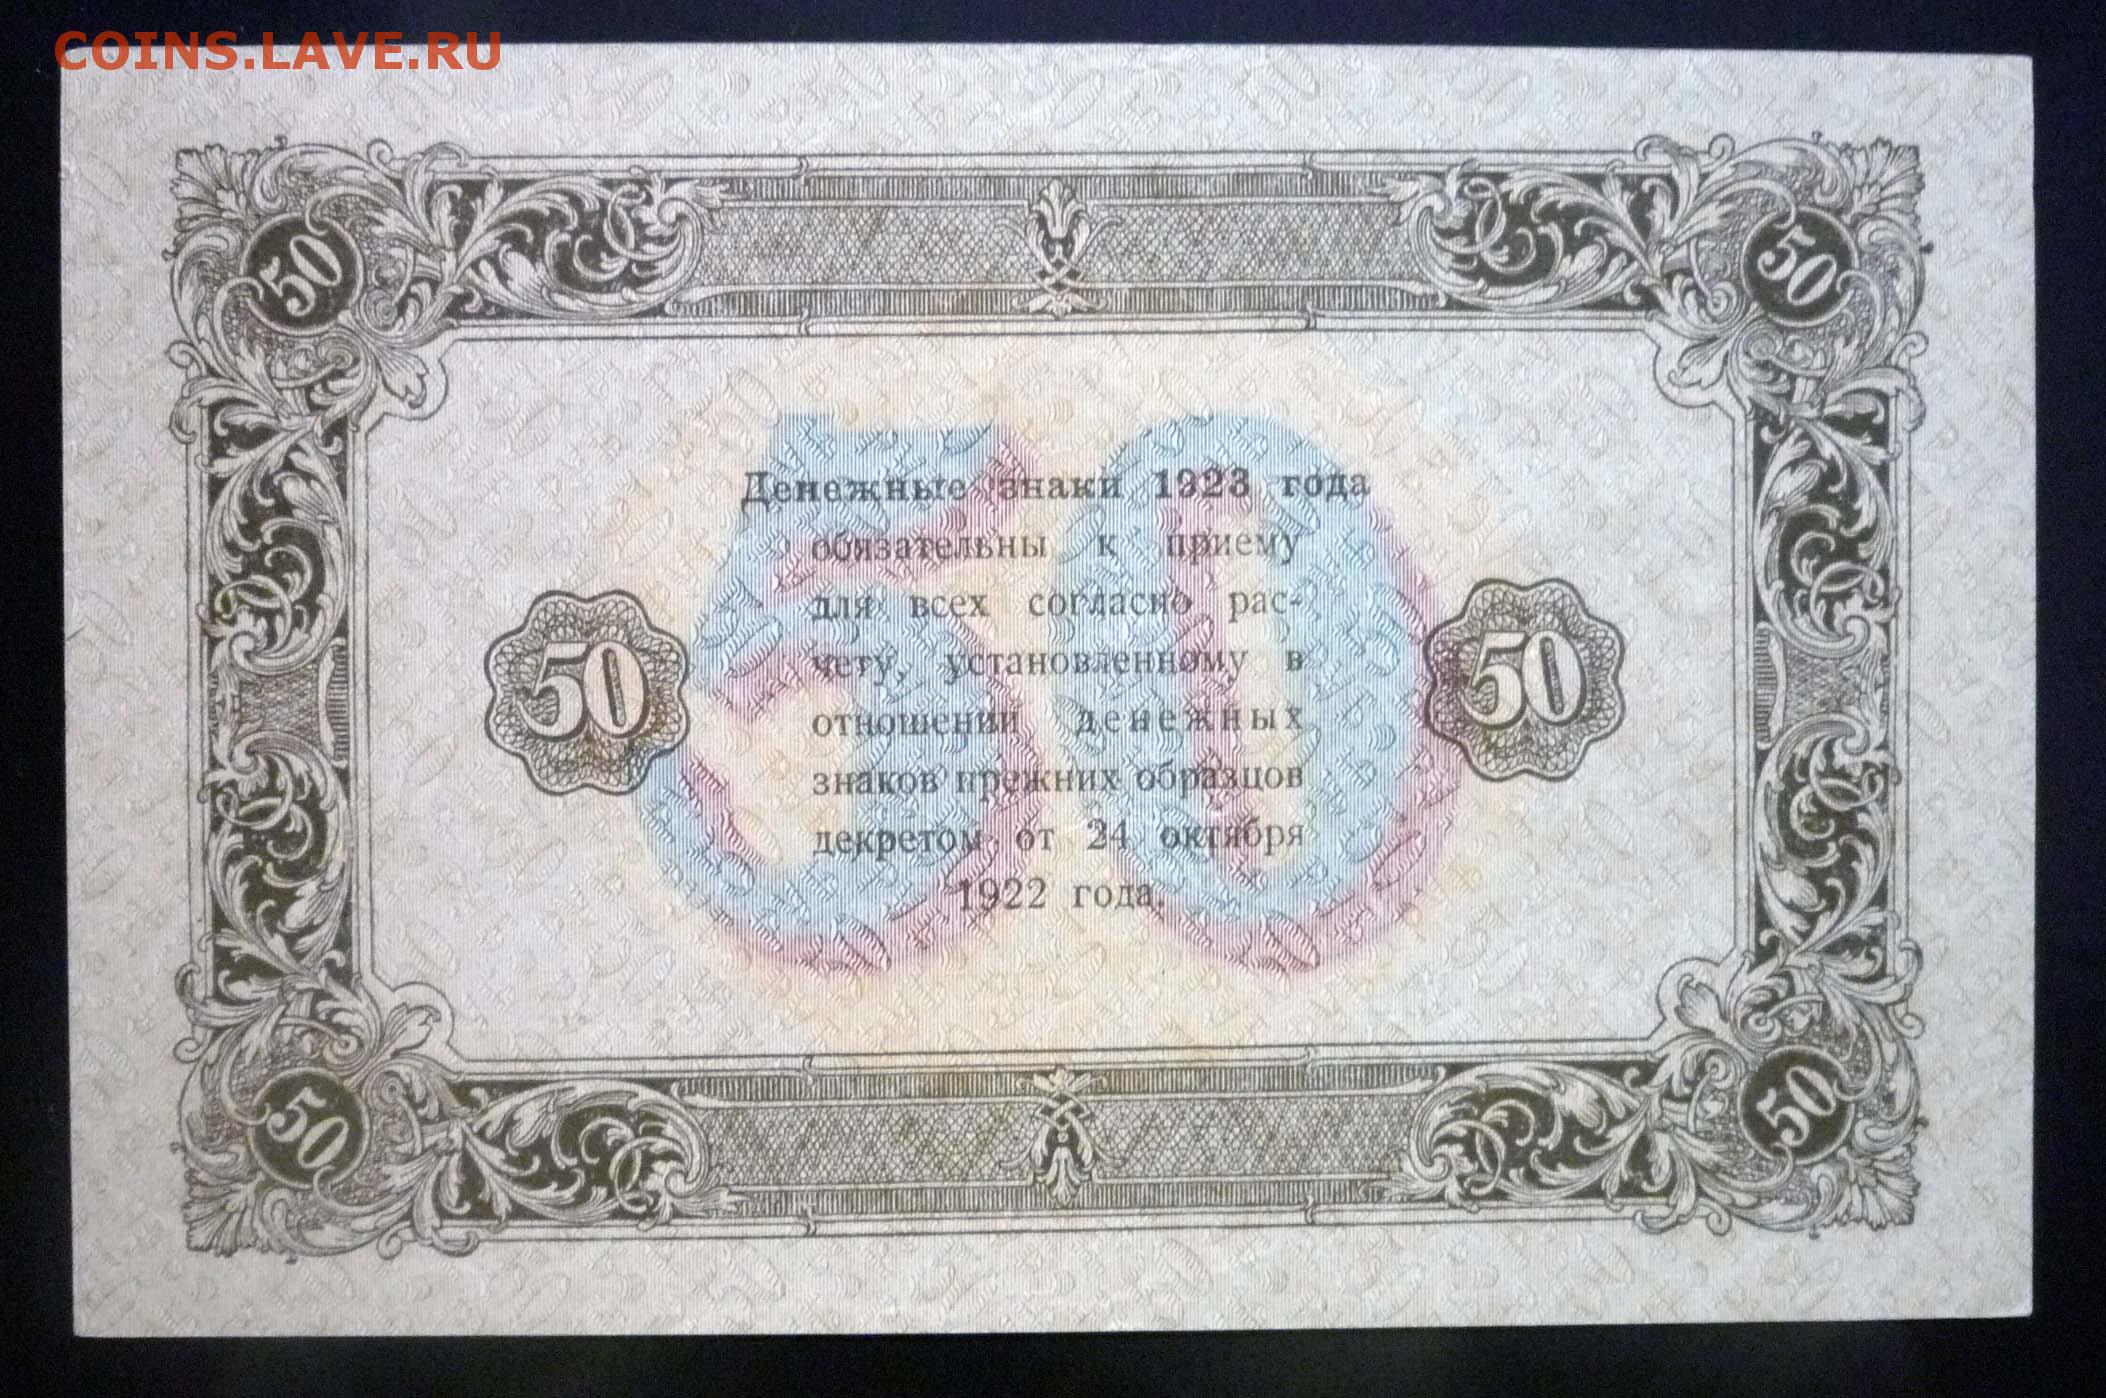 COINS.LAVE.RU
50 50
Денежные знаки 1923 года
обязательны к приему
для всех согласно рас-
чету, установленному в
50 50
отношении денежных
знаков прежних образцов
декретом от 24 октября
1922 года.
50
50 50